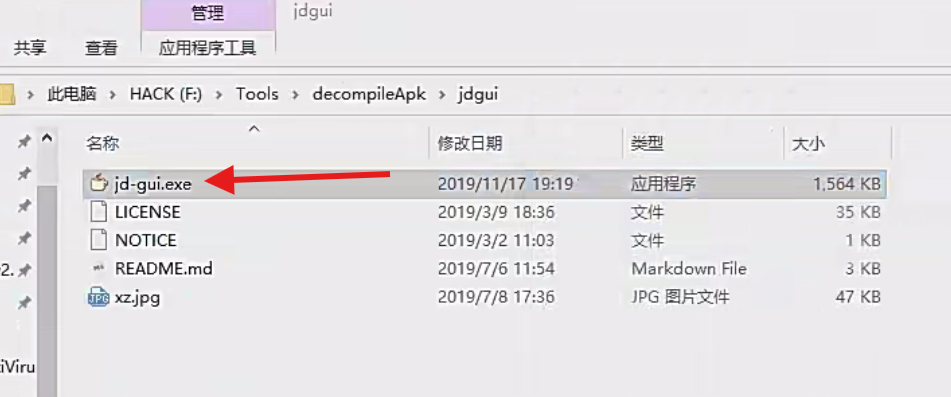 管理 jdgui
共享 查看 应用程序工具
此电脑 › HACK (F:) › Tools › decompileApk › jdgui
名称 修改日期 类型 大小
jd-gui.exe 2019/11/17 19:19 应用程序 1,564 KB
LICENSE 2019/3/9 18:36 文件 35 KB
NOTICE 2019/3/2 11:03 文件 1 KB
2. README.md 2019/7/6 11:54 Markdown File 3 KB
JPG xz.jpg 2019/7/8 17:36 JPG 图片文件 47 KB
iViru